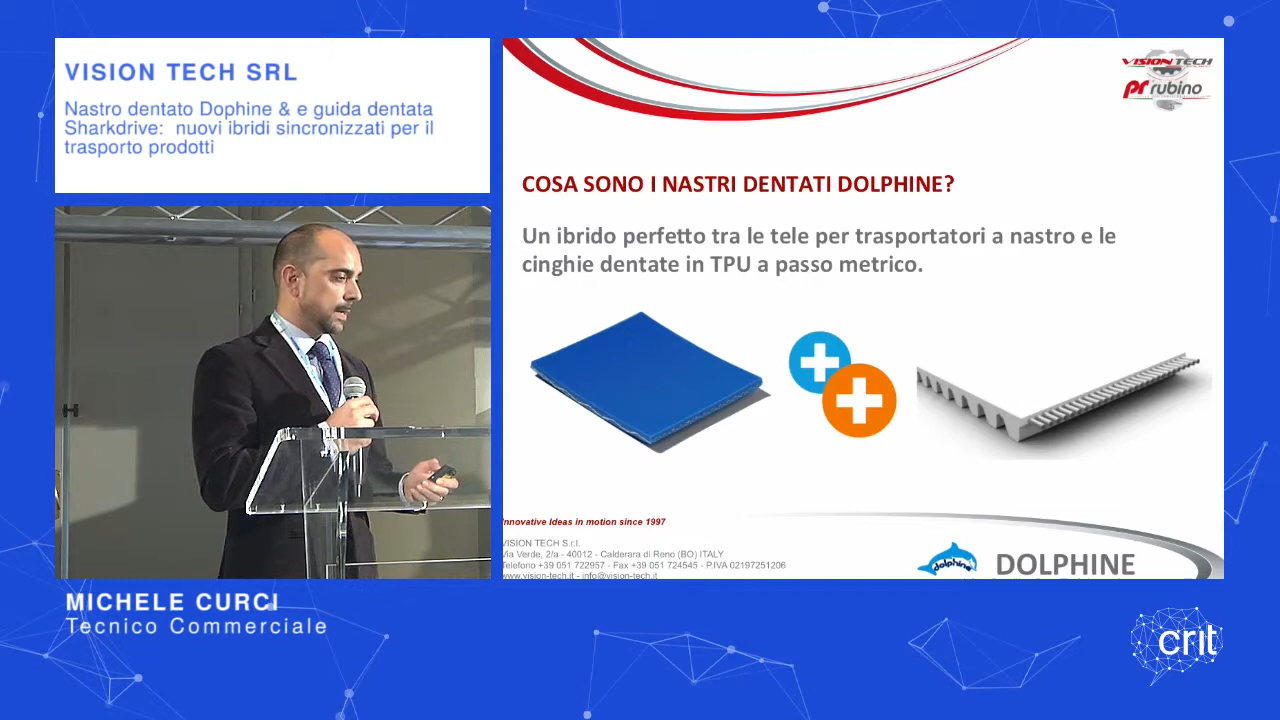 VISION TECH SRL
Nastro dentato Dophine & e guida dentata
Sharkdrive: nuovi ibridi sincronizzati per il
trasporto prodotti
VISION TECH
pr rubino
COSA SONO I NASTRI DENTATI DOLPHINE?
Un ibrido perfetto tra le tele per trasportatori a nastro e le
cinghie dentate in TPU a passo metrico.
Innovative Ideas in motion since 1997
VISION TECH S.r.l.
Via Verde, 2/a - 40012 - Calderara di Reno (BO) ITALY
Telefono +39 051 722957 - Fax +39 051 724545 - P.IVA 02197251206
www.vision-tech.it - info@vision-tech.it
dolphine
DOLPHINE
MICHELE CURCI
Tecnico Commerciale
crit